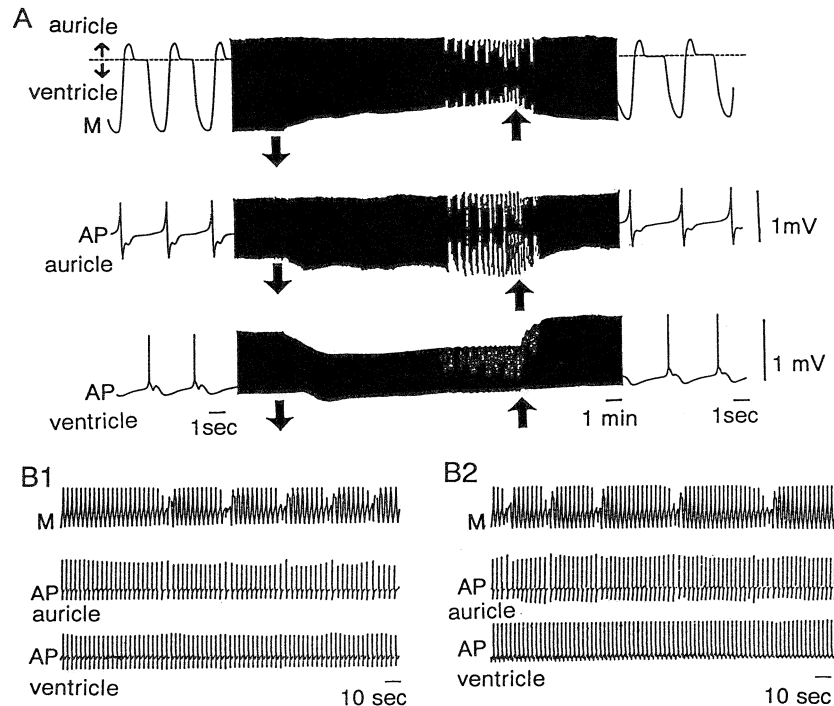 A
auricle
ventricle
M
AP
auricle
1mV
AP
ventricle
1sec
1 min
1sec
1 mV
B1
M
AP
auricle
AP
ventricle
10 sec
B2
M
AP
auricle
AP
ventricle
10 sec